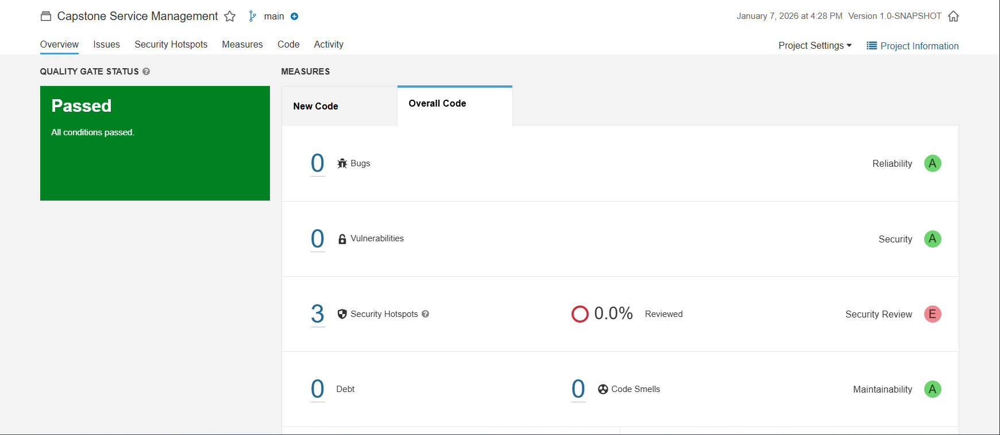 Capstone Service Management main
January 7, 2026 at 4:28 PM Version 1.0-SNAPSHOT
Overview Issues Security Hotspots Measures Code Activity
Project Settings Project Information
QUALITY GATE STATUS ?
Passed
All conditions passed.
MEASURES
New Code
Overall Code
0 Bugs
Reliability A
0 Vulnerabilities
Security A
3 Security Hotspots ?
0.0% Reviewed
Security Review E
0 Debt
0 Code Smells
Maintainability A